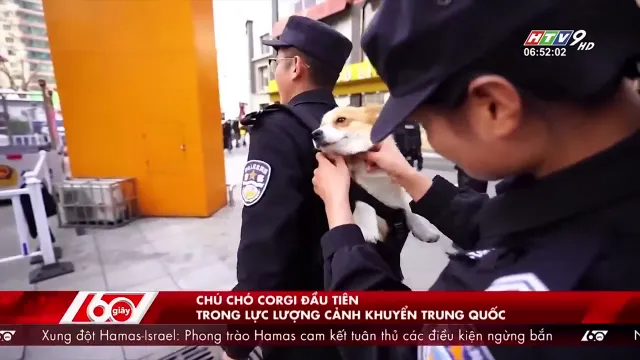 HTV9 HD
06:52:02
60 giây
CHÚ CHÓ CORGI ĐẦU TIÊN
TRONG LỰC LƯỢNG CẢNH KHUYỂN TRUNG QUỐC
Xung đột Hamas-Israel: Phong trào Hamas cam kết tuân thủ các điều kiện ngừng bắn